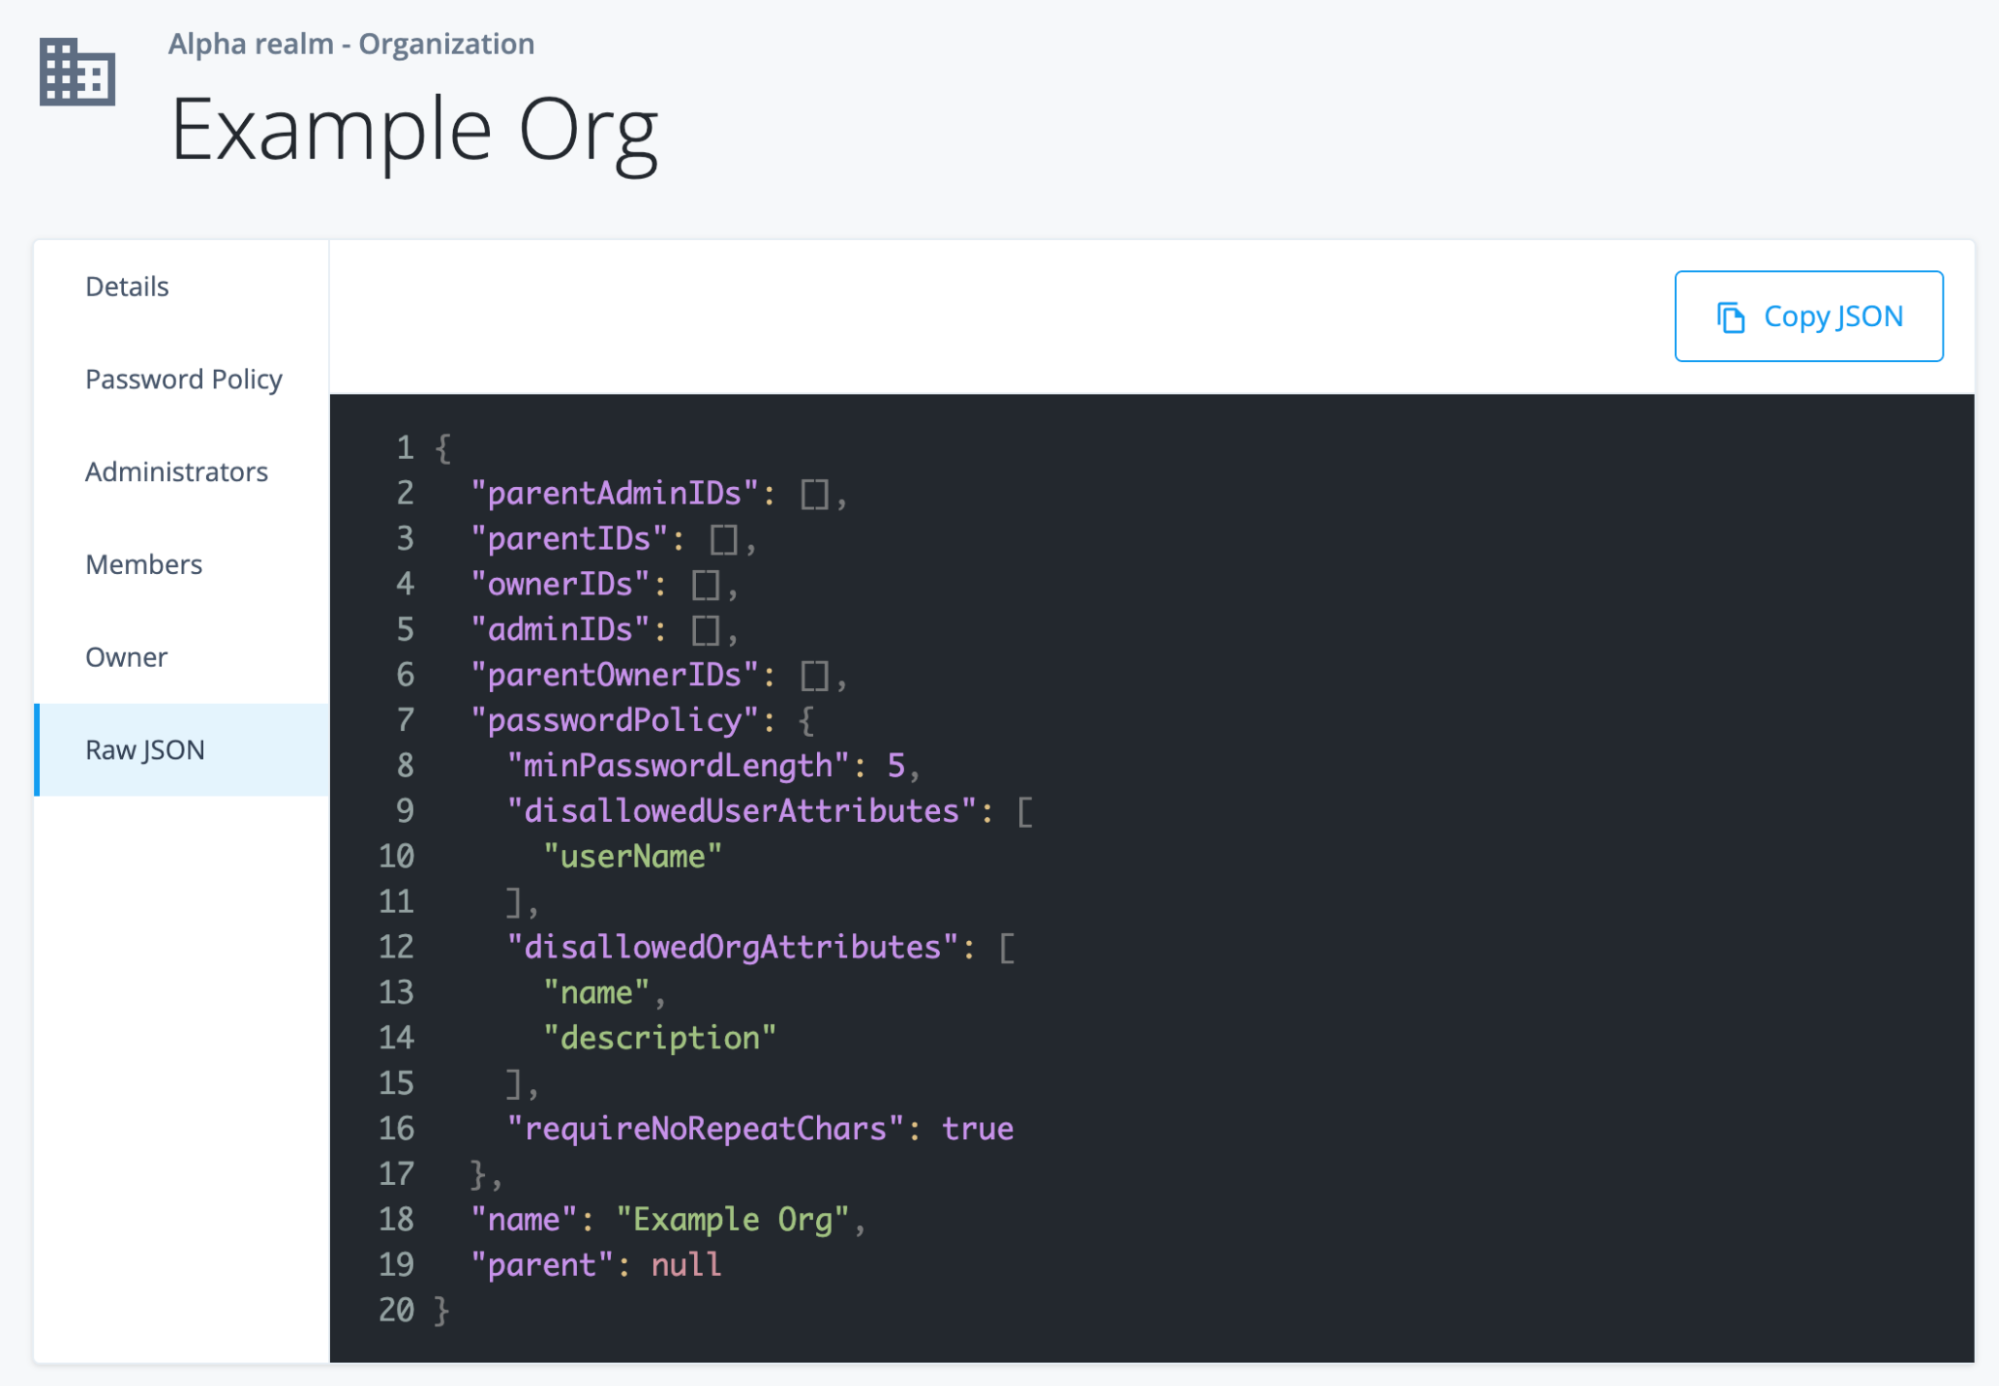 Alpha realm - Organization
Example Org
Details
Password Policy
Administrators
Members
Owner
Raw JSON
Copy JSON
1 {
2   "parentAdminIDs": [],
3   "parentIDs": [],
4   "ownerIDs": [],
5   "adminIDs": [],
6   "parentOwnerIDs": [],
7   "passwordPolicy": {
8     "minPasswordLength": 5,
9     "disallowedUserAttributes": [
10       "userName"
11     ],
12     "disallowedOrgAttributes": [
13       "name",
14       "description"
15     ],
16     "requireNoRepeatChars": true
17   },
18   "name": "Example Org",
19   "parent": null
20 }